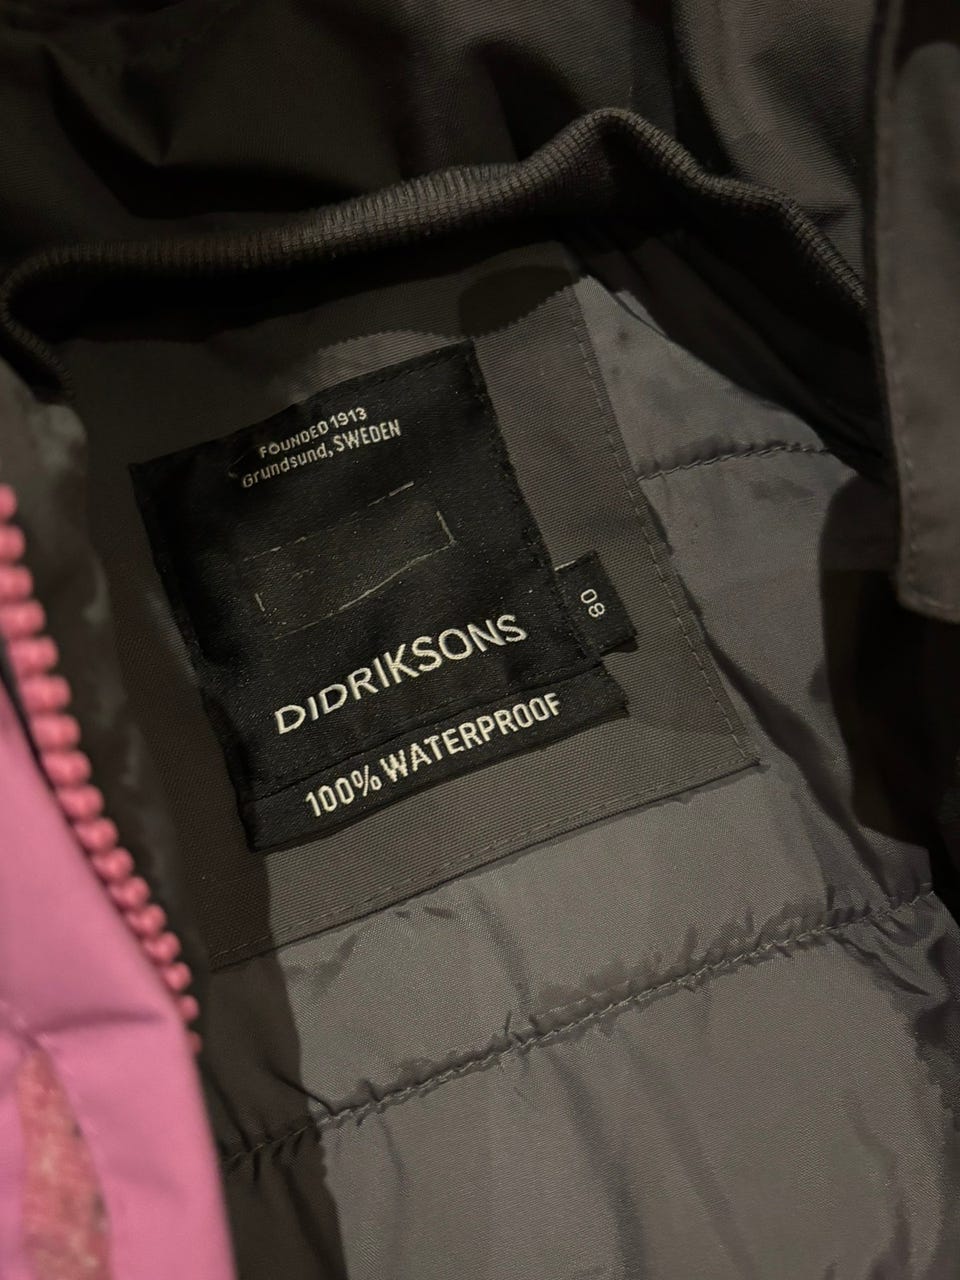 FOUNDED 1913
Grundsund, SWEDEN
DIDRIKSONS
80
100% WATERPROOF